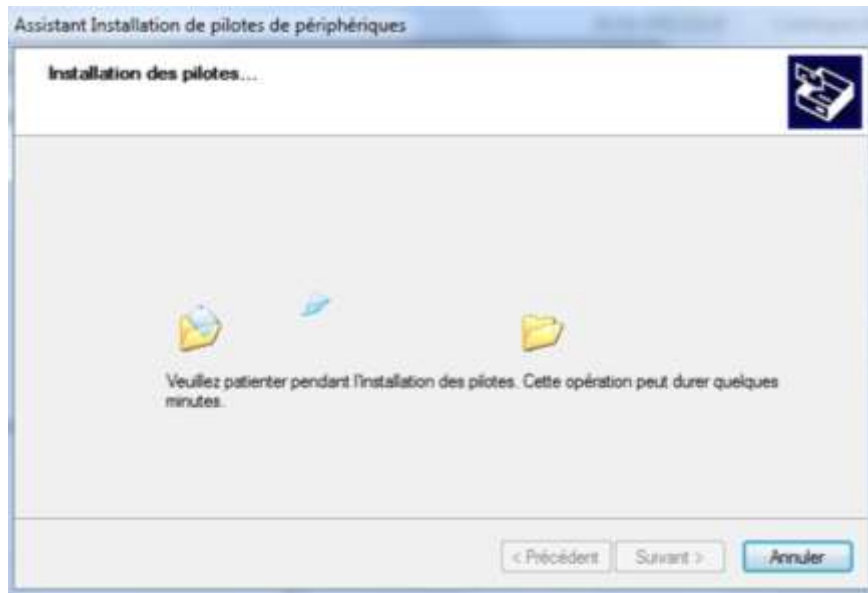 Assistant Installation de pilotes de périphériques
Installation des pilotes...
Veuillez patienter pendant l'installation des pilotes. Cette opération peut durer quelques
minutes.
< Précédent
Suivant >
Annuler